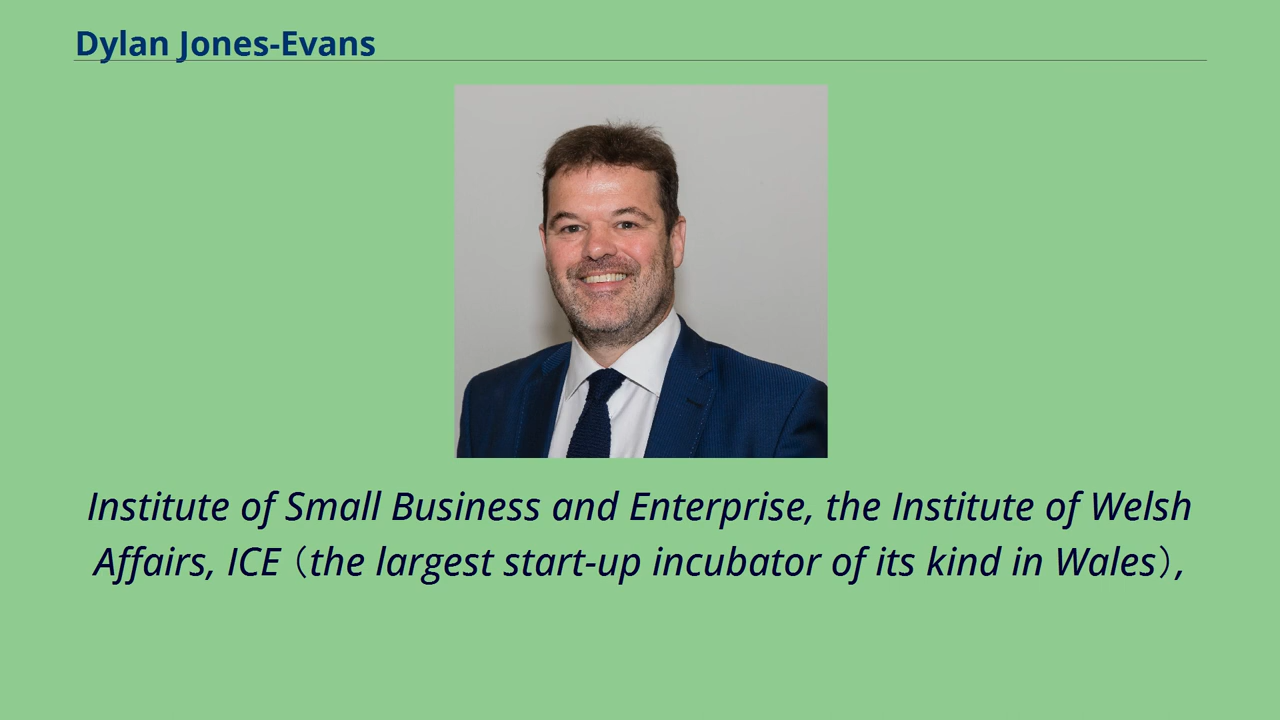 Dylan Jones-Evans
Institute of Small Business and Enterprise, the Institute of Welsh
Affairs, ICE（the largest start-up incubator of its kind in Wales）,